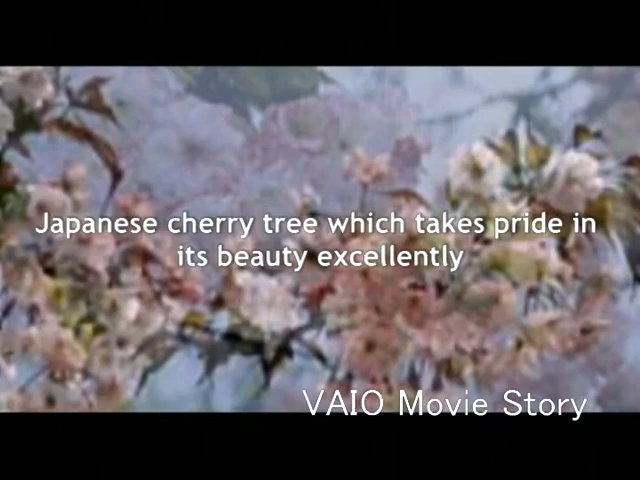 Japanese cherry tree which takes pride in
its beauty excellently
VAIO Movie Story